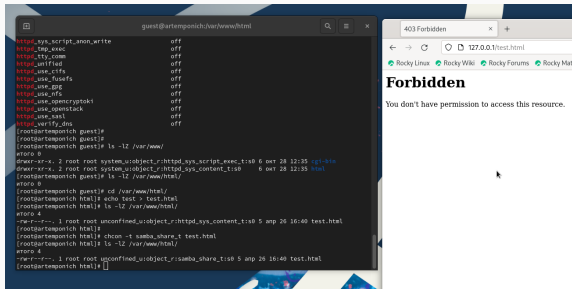 guest@artemponich:/var/www/html
httpd_sys_script_anon_write off
httpd_tmp_exec off
httpd_tty_comm off
httpd_unified off
httpd_use_cifs off
httpd_use_fusefs off
httpd_use_gpg off
httpd_use_nfs off
httpd_use_opencryptoki off
httpd_use_openstack off
httpd_use_sasl off
httpd_verify_dns off
[root@artemponich guest]#
[root@artemponich guest]#
[root@artemponich guest]# ls -lZ /var/www/
итого 0
drwxr-xr-x. 2 root root system_u:object_r:httpd_sys_script_exec_t:s0 6 окт 28 12:35 cgi-bin
drwxr-xr-x. 2 root root system_u:object_r:httpd_sys_content_t:s0 6 окт 28 12:35 html
[root@artemponich guest]# ls -lZ /var/www/html/
итого 0
[root@artemponich guest]# cd /var/www/html/
[root@artemponich html]# echo test > test.html
[root@artemponich html]# ls -lZ /var/www/html/
итого 4
-rw-r--r--. 1 root root unconfined_u:object_r:httpd_sys_content_t:s0 5 апр 26 16:40 test.html
[root@artemponich html]#
[root@artemponich html]# chcon -t samba_share_t test.html
[root@artemponich html]# ls -lZ /var/www/html/
итого 4
-rw-r--r--. 1 root root unconfined_u:object_r:samba_share_t:s0 5 апр 26 16:40 test.html
[root@artemponich html]#
403 Forbidden
127.0.0.1/test.html
Rocky Linux Rocky Wiki Rocky Forums Rocky Mat
Forbidden
You don't have permission to access this resource.